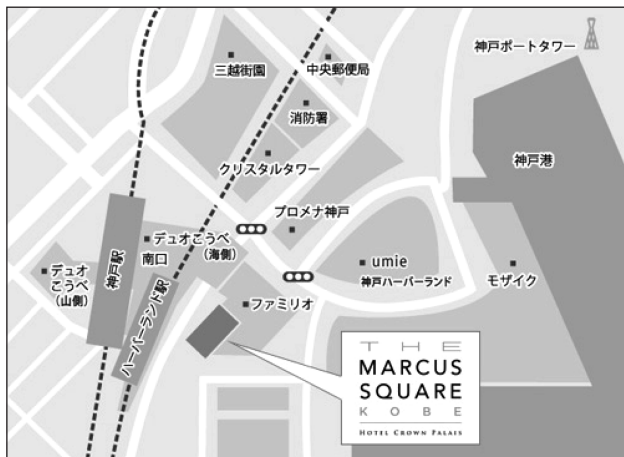 神戸ポートタワー
三越街園
中央郵便局
消防署
クリスタルタワー
神戸港
プロメナ神戸
デュオこうべ
(海側)
南口
デュオ
こうべ
(山側)
神戸駅
ハーバーランド駅
umie
神戸ハーバーランド
モザイク
ファミリオ
THE
MARCUS
SQUARE
KOBE
HOTEL CROWN PALAIS